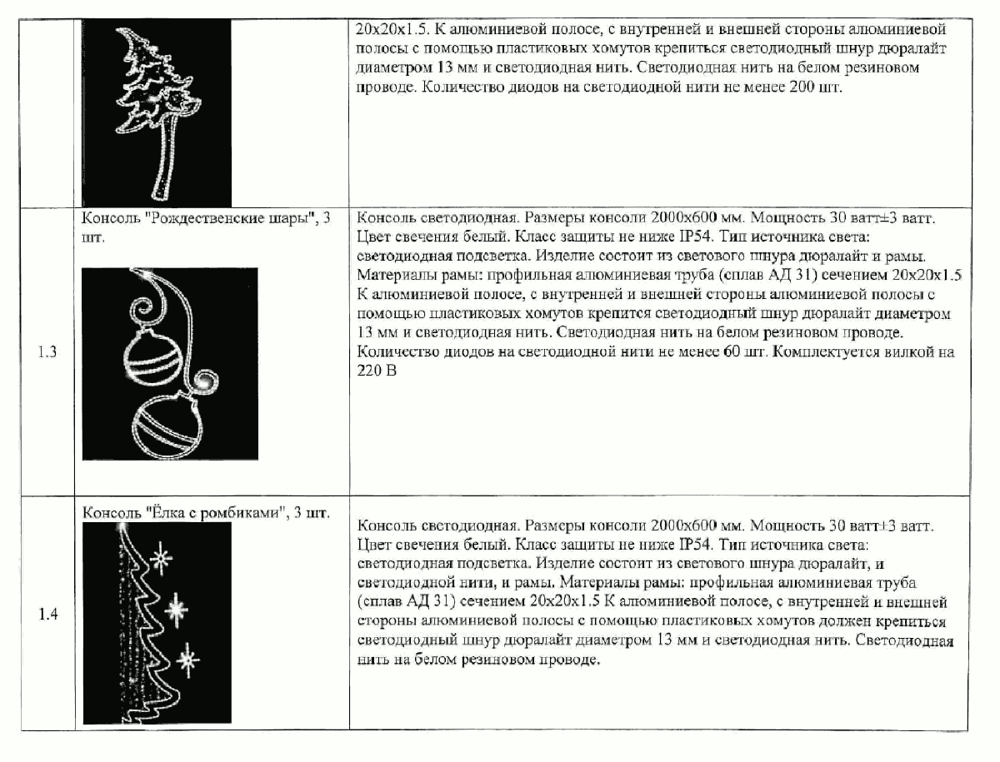 20х20х1.5. К алюминиевой полосе, с внутренней и внешней стороны алюминиевой
полосы с помощью пластиковых хомутов крепиться светодиодный шнур дюралайт
диаметром 13 мм и светодиодная нить. Светодиодная нить на белом резиновом
проводе. Количество диодов на светодиодной нити не менее 200 шт.
1.3
Консоль "Рождественские шары", 3
шт.
Консоль светодиодная. Размеры консоли 2000х600 мм. Мощность 30 ватт±3 ватт.
Цвет свечения белый. Класс защиты не ниже IP54. Тип источника света:
светодиодная подсветка. Изделие состоит из светового шнура дюралайт и рамы.
Материалы рамы: профильная алюминиевая труба (сплав АД 31) сечением 20х20х1.5
К алюминиевой полосе, с внутренней и внешней стороны алюминиевой полосы с
помощью пластиковых хомутов крепится светодиодный шнур дюралайт диаметром
13 мм и светодиодная нить. Светодиодная нить на белом резиновом проводе.
Количество диодов на светодиодной нити не менее 60 шт. Комплектуется вилкой на
220 В
1.4
Консоль "Ёлка с ромбиками", 3 шт.
Консоль светодиодная. Размеры консоли 2000х600 мм. Мощность 30 ватт±3 ватт.
Цвет свечения белый. Класс защиты не ниже IP54. Тип источника света:
светодиодная подсветка. Изделие состоит из светового шнура дюралайт, и
светодиодной нити, и рамы. Материалы рамы: профильная алюминиевая труба
(сплав АД 31) сечением 20х20х1.5 К алюминиевой полосе, с внутренней и внешней
стороны алюминиевой полосы с помощью пластиковых хомутов должен крепиться
светодиодный шнур дюралайт диаметром 13 мм и светодиодная нить. Светодиодная
нить на белом резиновом проводе.